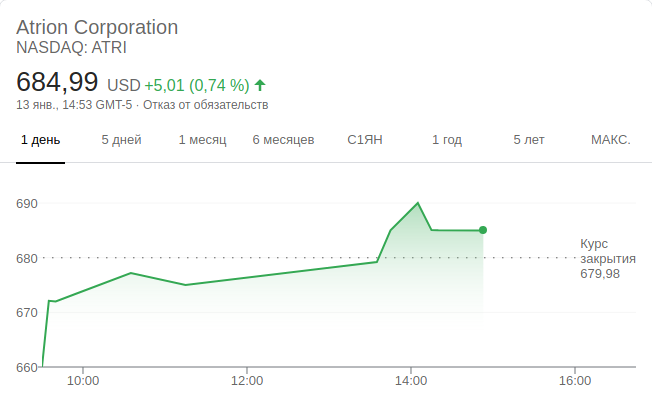 Atrion Corporation
NASDAQ: ATRI
684,99 USD +5,01 (0,74 %)
13 янв., 14:53 GMT-5 · Отказ от обязательств
1 день 5 дней 1 месяц 6 месяцев С1ЯН 1 год 5 лет МАКС.
690
680
670
660
Курс
закрытия
679,98
10:00 12:00 14:00 16:00